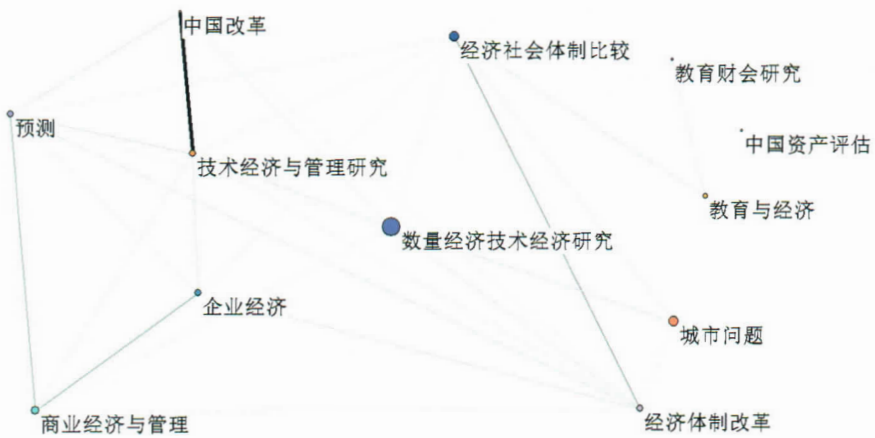 中国改革
经济社会体制比较
教育财会研究
预测
中国资产评估
技术经济与管理研究
教育与经济
数量经济技术经济研究
企业经济
城市问题
商业经济与管理
经济体制改革